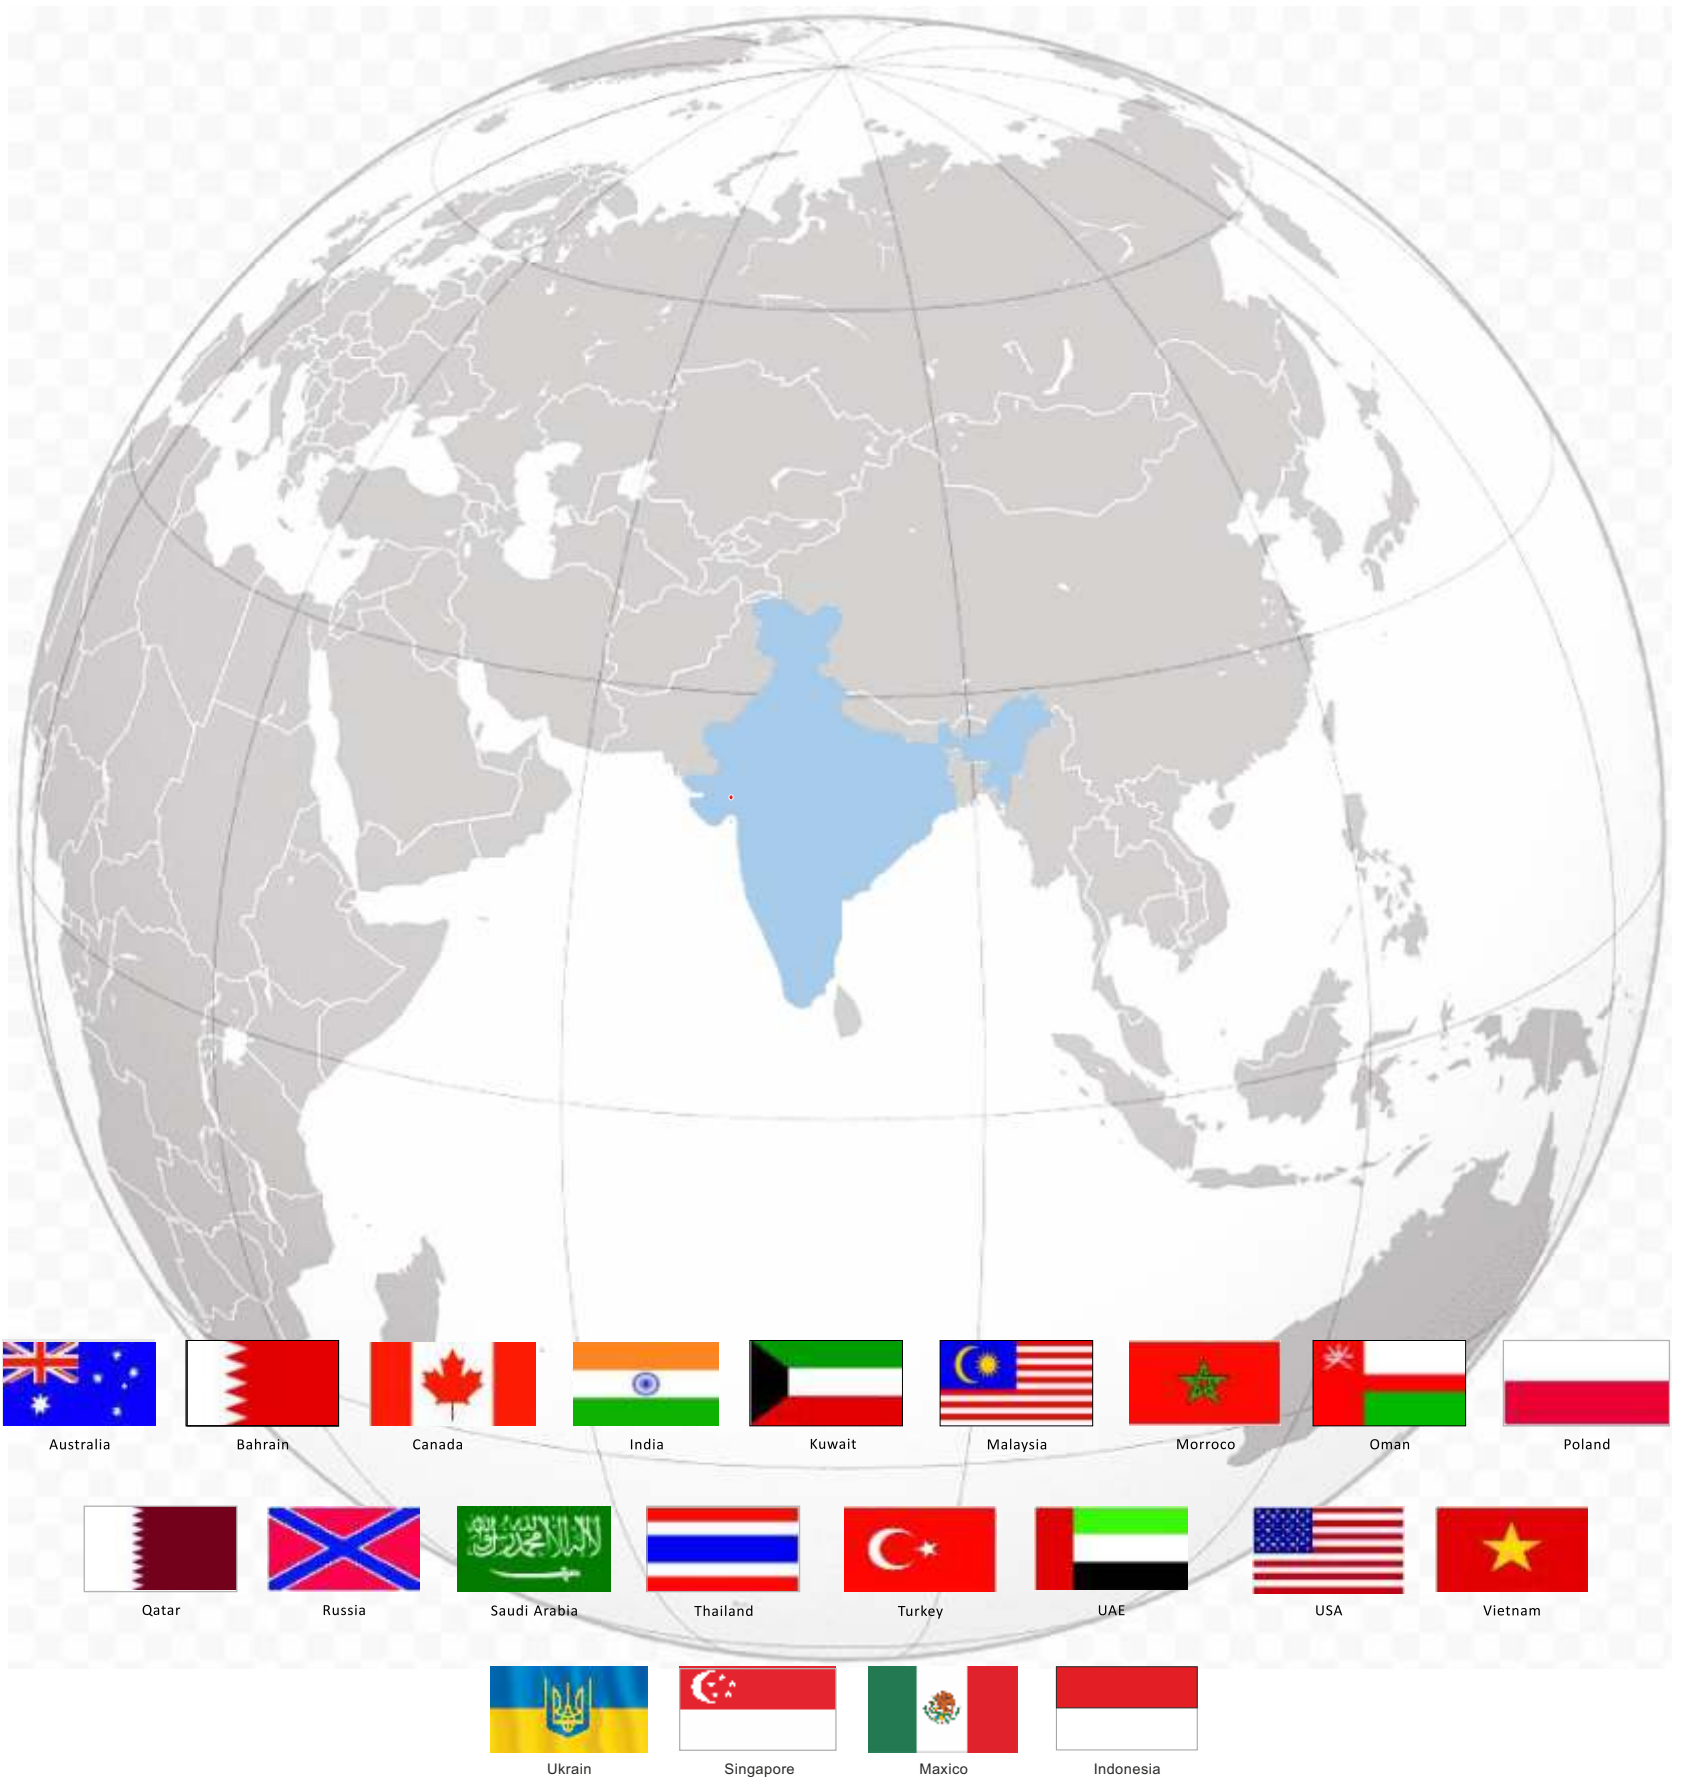 Australia
Bahrain
Canada
India
Kuwait
Malaysia
Morroco
Oman
Poland
Qatar
Russia
Saudi Arabia
Thailand
Turkey
UAE
USA
Vietnam
Ukrain
Singapore
Maxico
Indonesia